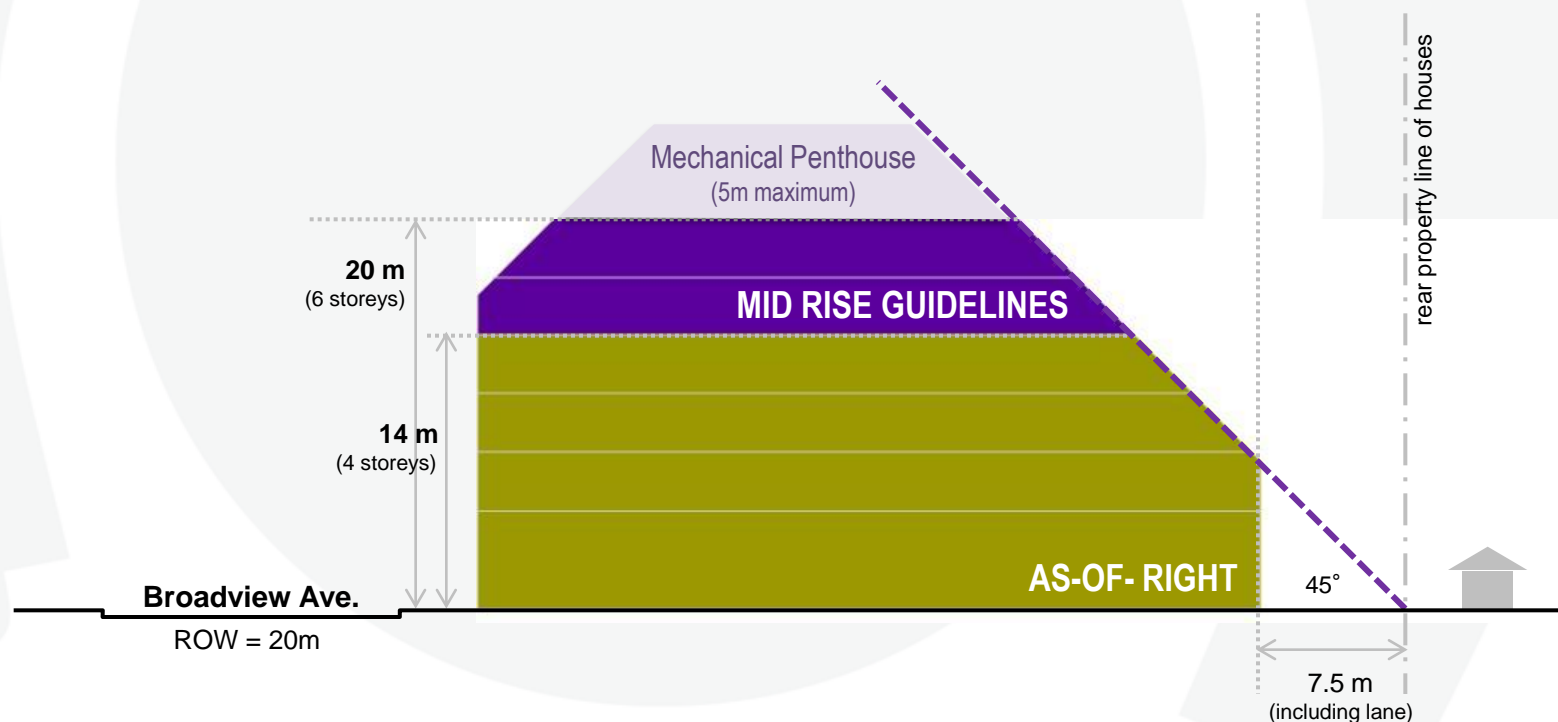 rear property line of houses
Mechanical Penthouse
(5m maximum)
20 m
(6 storeys)
MID RISE GUIDELINES
14 m
(4 storeys)
AS-OF- RIGHT
45°
Broadview Ave.
ROW = 20m
7.5 m
(including lane)